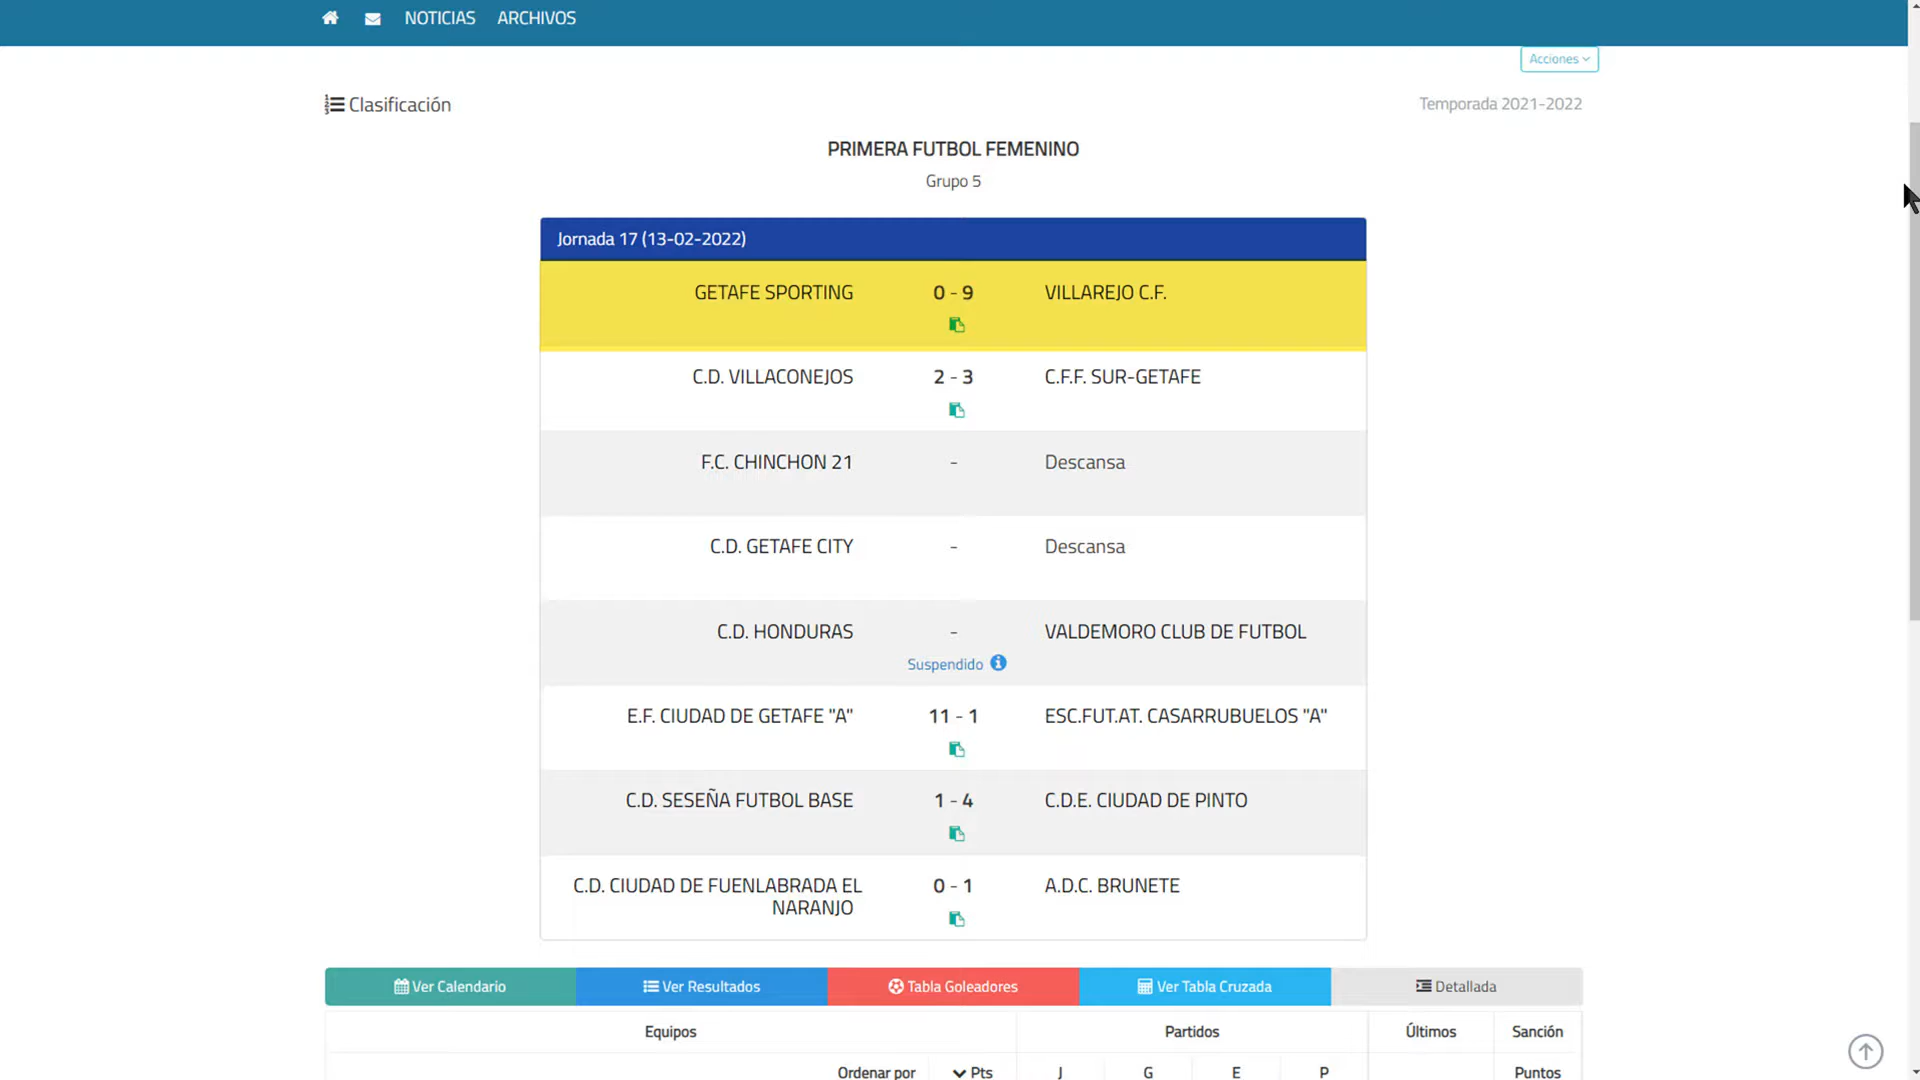 NOTICIAS ARCHIVOS
Acciones
Clasificación
Temporada 2021-2022
PRIMERA FUTBOL FEMENINO
Grupo 5
Jornada 17 (13-02-2022)
GETAFE SPORTING 0 - 9 VILLAREJO C.F.
C.D. VILLACONEJOS 2 - 3 C.F.F. SUR-GETAFE
F.C. CHINCHON 21 - Descansa
C.D. GETAFE CITY - Descansa
C.D. HONDURAS - VALDEMORO CLUB DE FUTBOL
Suspendido
E.F. CIUDAD DE GETAFE "A" 11 - 1 ESC.FUT.AT. CASARRUBUELOS "A"
C.D. SESEÑA FUTBOL BASE 1 - 4 C.D.E. CIUDAD DE PINTO
C.D. CIUDAD DE FUENLABRADA EL 0 - 1 A.D.C. BRUNETE
NARANJO
Ver Calendario Ver Resultados Tabla Goleadores Ver Tabla Cruzada Detallada
Equipos Partidos Últimos Sanción
Ordenar por Pts J G E P Puntos